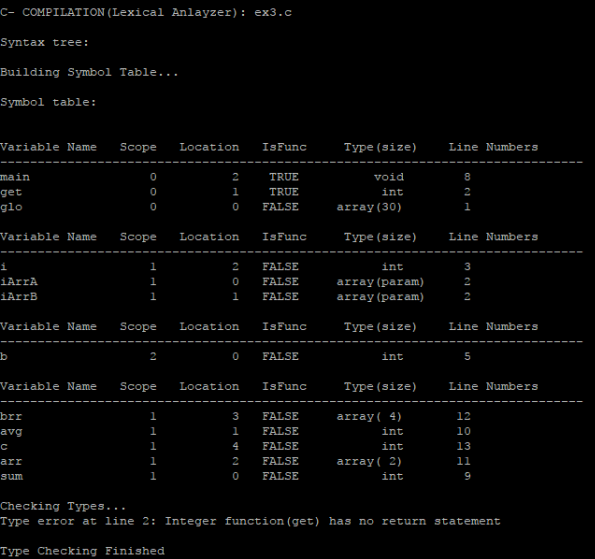 C- COMPILATION(Lexical Anlayzer): ex3.c
Syntax tree:
Building Symbol Table...
Symbol table:
Variable Name   Scope   Location   IsFunc     Type(size)    Line Numbers
------------------------------------------------------------------------------
main                0          2    TRUE          void        8
get                 0          1    TRUE           int        2
glo                 0          0   FALSE     array(30)        1
Variable Name   Scope   Location   IsFunc     Type(size)    Line Numbers
------------------------------------------------------------------------------
i                   1          2   FALSE           int        3
iArrA               1          0   FALSE     array(param)     2
iArrB               1          1   FALSE     array(param)     2
Variable Name   Scope   Location   IsFunc     Type(size)    Line Numbers
------------------------------------------------------------------------------
b                   2          0   FALSE           int        5
Variable Name   Scope   Location   IsFunc     Type(size)    Line Numbers
------------------------------------------------------------------------------
brr                 1          3   FALSE     array( 4)       12
avg                 1          1   FALSE           int       10
c                   1          4   FALSE           int       13
arr                 1          2   FALSE     array( 2)       11
sum                 1          0   FALSE           int        9
Checking Types...
Type error at line 2: Integer function(get) has no return statement
Type Checking Finished